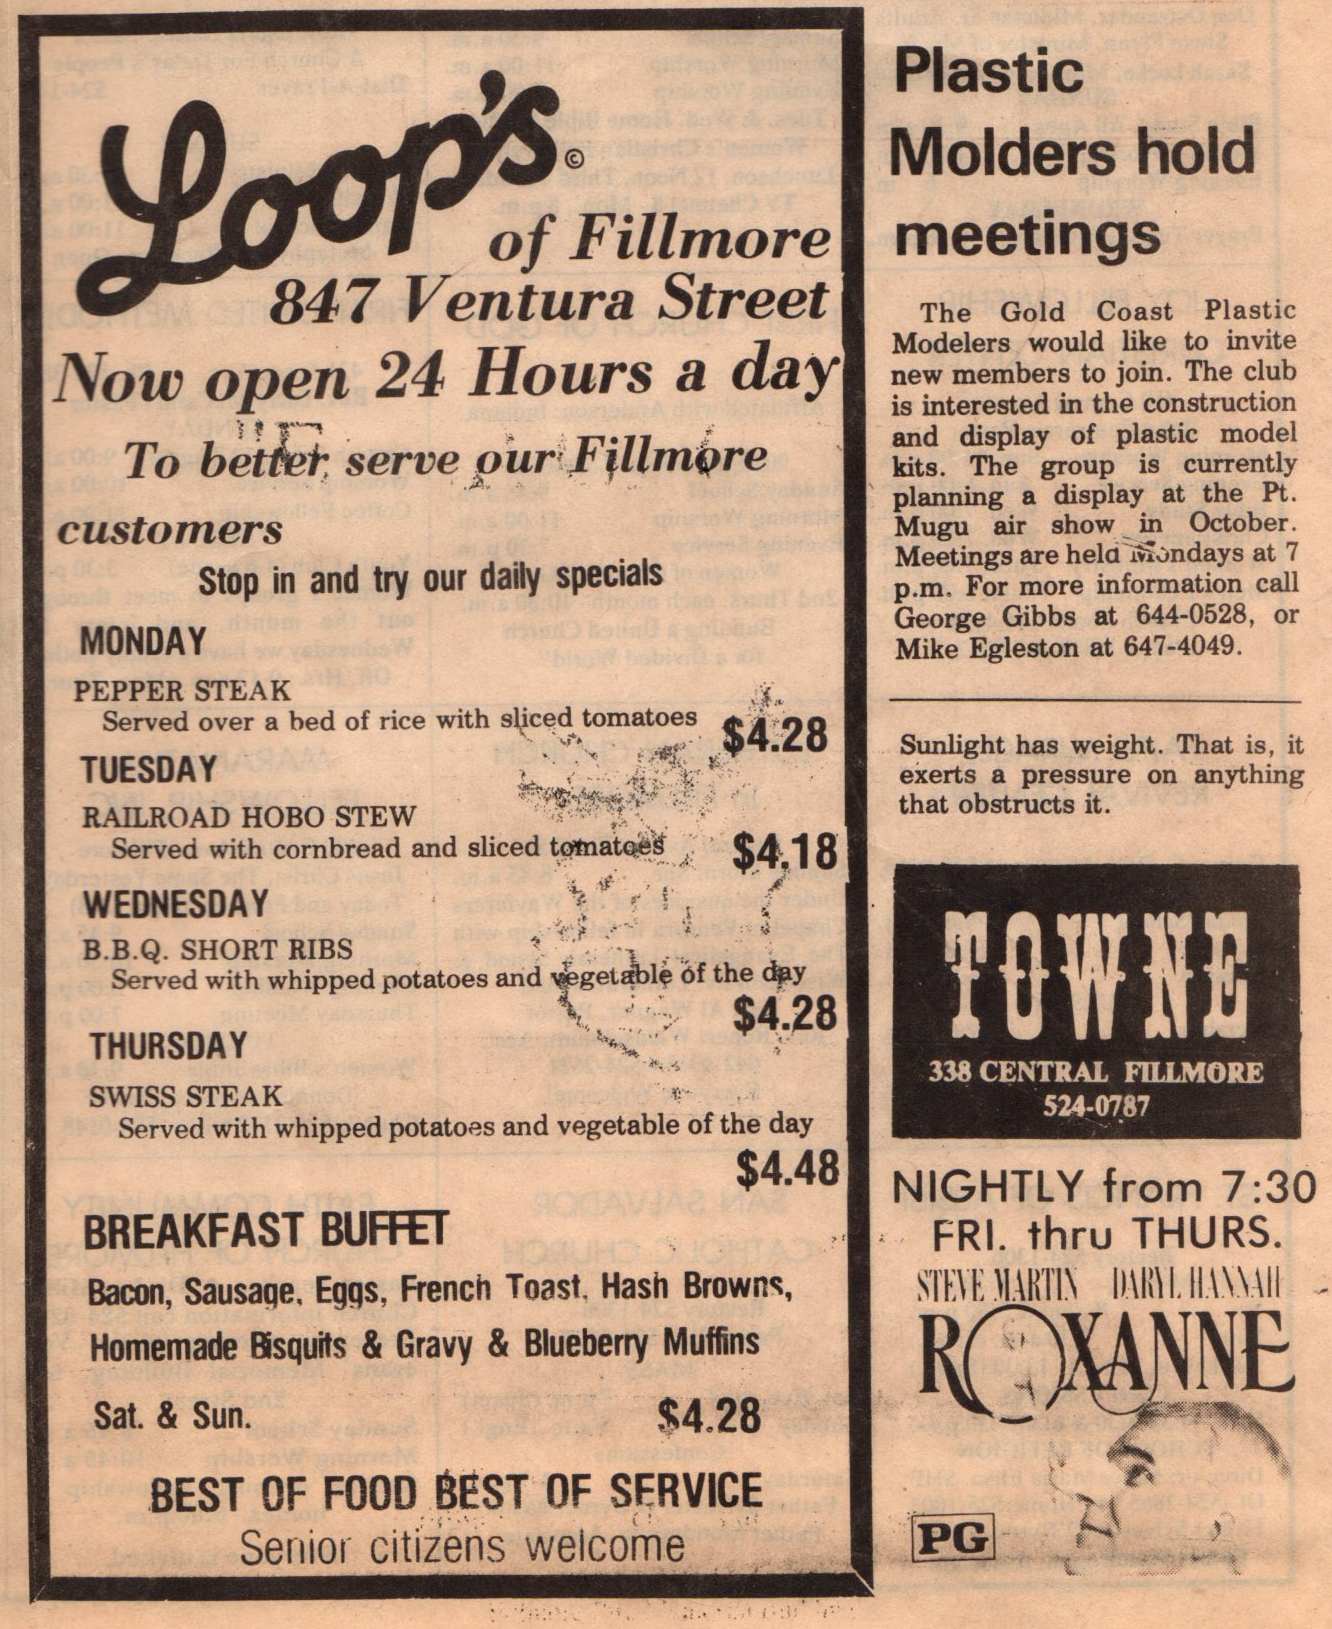 Loop's ©
of Fillmore
847 Ventura Street
Now open 24 Hours a day
To better serve our Fillmore
customers
Stop in and try our daily specials
MONDAY
PEPPER STEAK
Served over a bed of rice with sliced tomatoes
$4.28
TUESDAY
RAILROAD HOBO STEW
Served with cornbread and sliced tomatoes
$4.18
WEDNESDAY
B.B.Q. SHORT RIBS
Served with whipped potatoes and vegetable of the day
$4.28
THURSDAY
SWISS STEAK
Served with whipped potatoes and vegetable of the day
$4.48
BREAKFAST BUFFET
Bacon, Sausage, Eggs, French Toast, Hash Browns,
Homemade Bisquits & Gravy & Blueberry Muffins
Sat. & Sun. $4.28
BEST OF FOOD BEST OF SERVICE
Senior citizens welcome
Plastic
Molders hold
meetings
The Gold Coast Plastic
Modelers would like to invite
new members to join. The club
is interested in the construction
and display of plastic model
kits. The group is currently
planning a display at the Pt.
Mugu air show in October.
Meetings are held Mondays at 7
p.m. For more information call
George Gibbs at 644-0528, or
Mike Egleston at 647-4049.
Sunlight has weight. That is, it
exerts a pressure on anything
that obstructs it.
TOWNE
338 CENTRAL FILLMORE
524-0787
NIGHTLY from 7:30
FRI. thru THURS.
STEVE MARTIN DARYL HANNAH
ROXANNE
PG